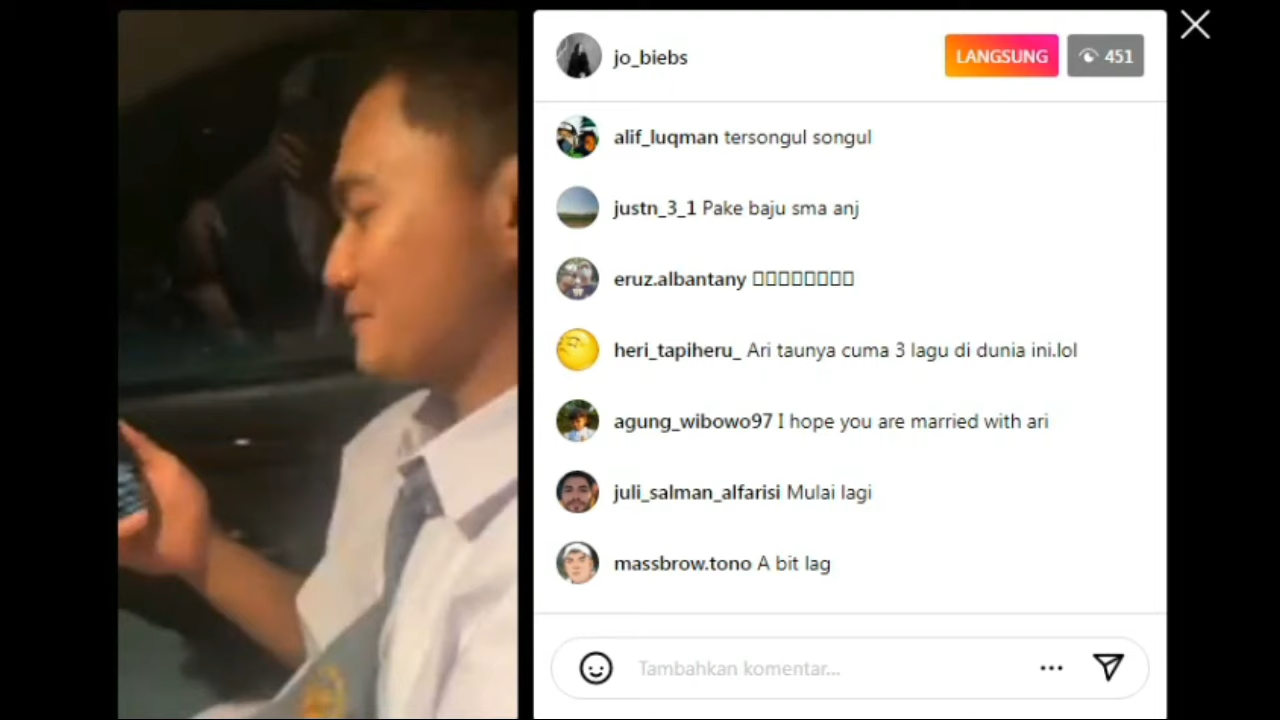 jo_biebs
LANGSUNG
451
alif_luqman tersongul songul
justn_3_1 Pake baju sma anj
eruz.albantany
heri_tapiheru_ Ari taunya cuma 3 lagu di dunia ini.lol
agung_wibowo97 I hope you are married with ari
juli_salman_alfarisi Mulai lagi
massbrow.tono A bit lag
Tambahkan komentar...